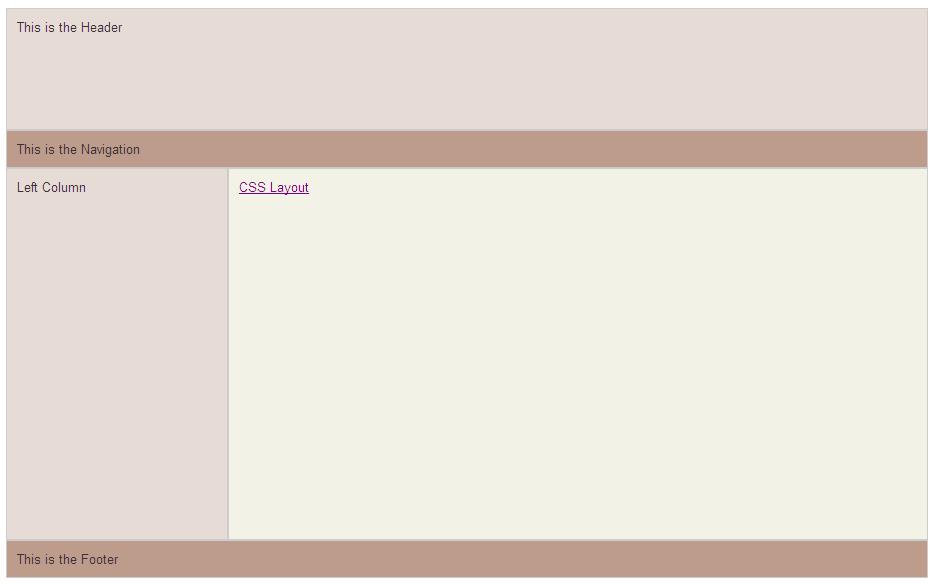 This is the Header
This is the Navigation
Left Column
CSS Layout
This is the Footer